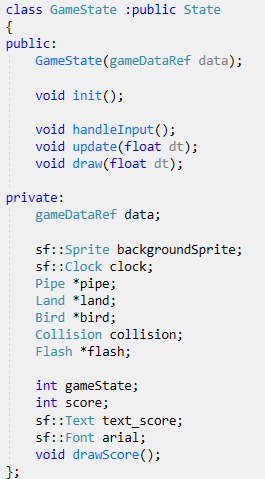 class GameState :public State
{
public:
GameState(gameDataRef data);
void init();
void handleInput();
void update(float dt);
void draw(float dt);
private:
gameDataRef data;
sf::Sprite backgroundSprite;
sf::Clock clock;
Pipe *pipe;
Land *land;
Bird *bird;
Collision collision;
Flash *flash;
int gameState;
int score;
sf::Text text_score;
sf::Font arial;
void drawScore();
};